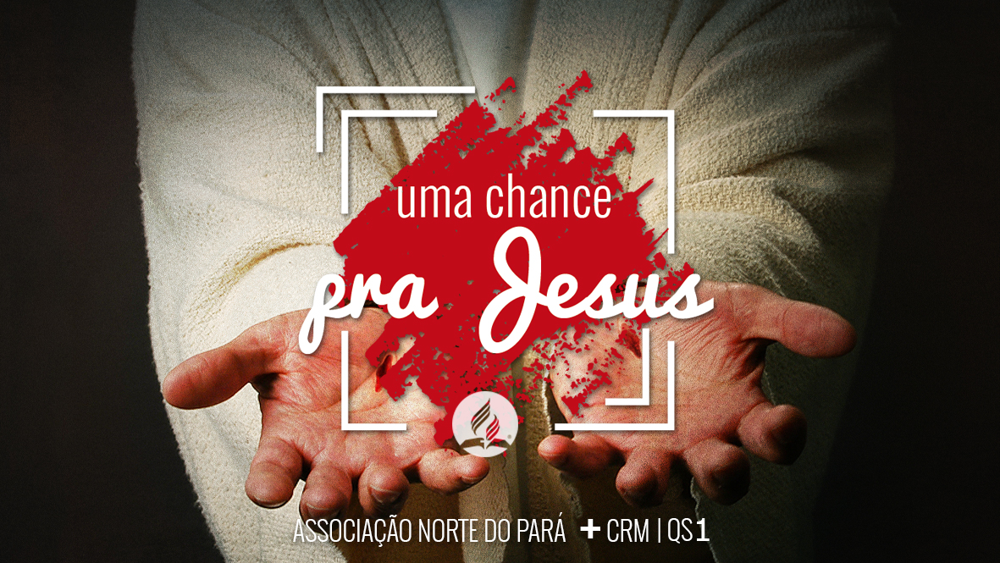 uma chance
pra Jesus
ASSOCIAÇÃO NORTE DO PARÁ + CRM | QS1